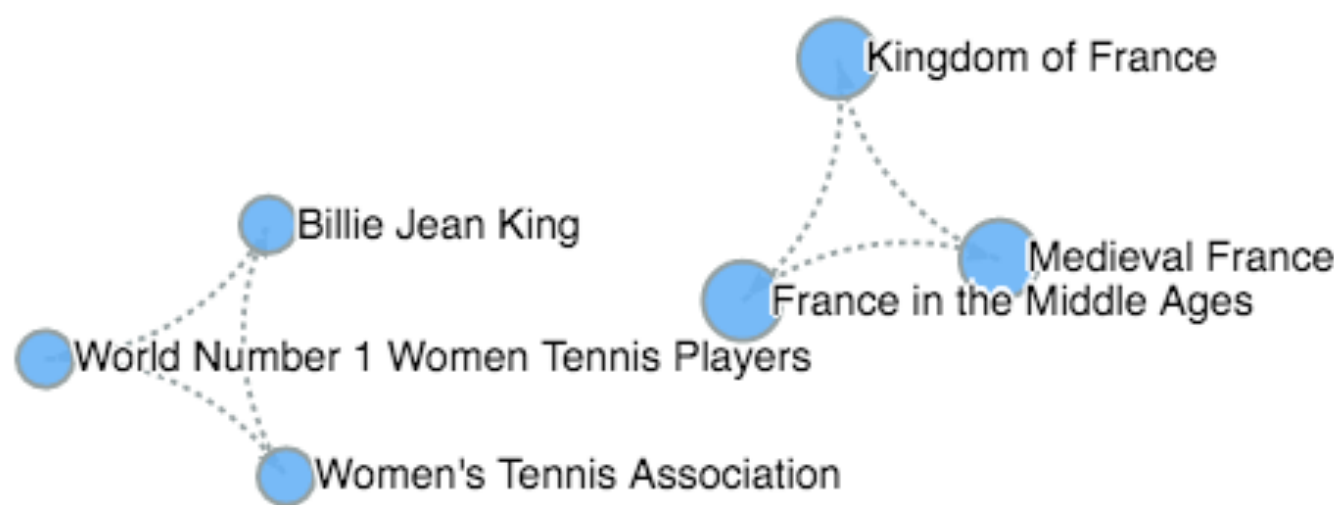 Kingdom of France
Billie Jean King
Medieval France
France in the Middle Ages
World Number 1 Women Tennis Players
Women's Tennis Association